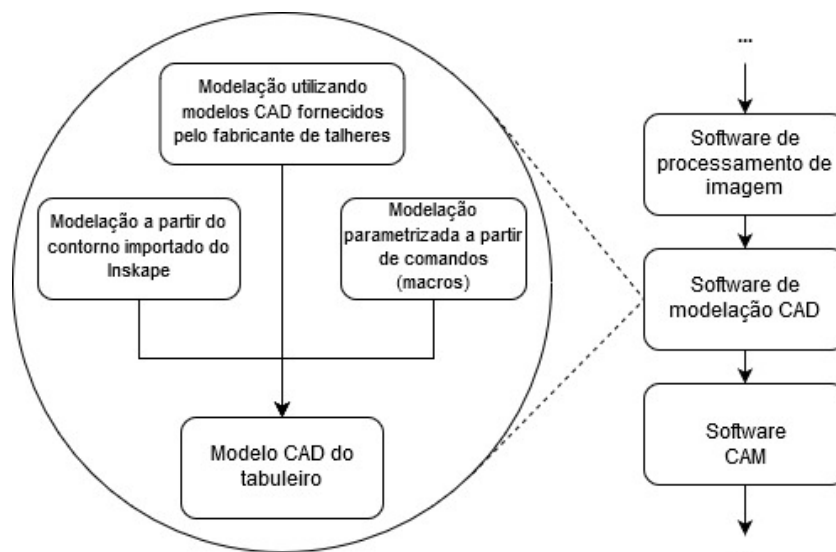 Modelação utilizando
modelos CAD fornecidos
pelo fabricante de talheres
Modelação a partir do
contorno importado do
Inskape
Modelação
parametrizada a partir
de comandos
(macros)
Modelo CAD do
tabuleiro
...
Software de
processamento de
imagem
Software de
modelação CAD
Software
CAM